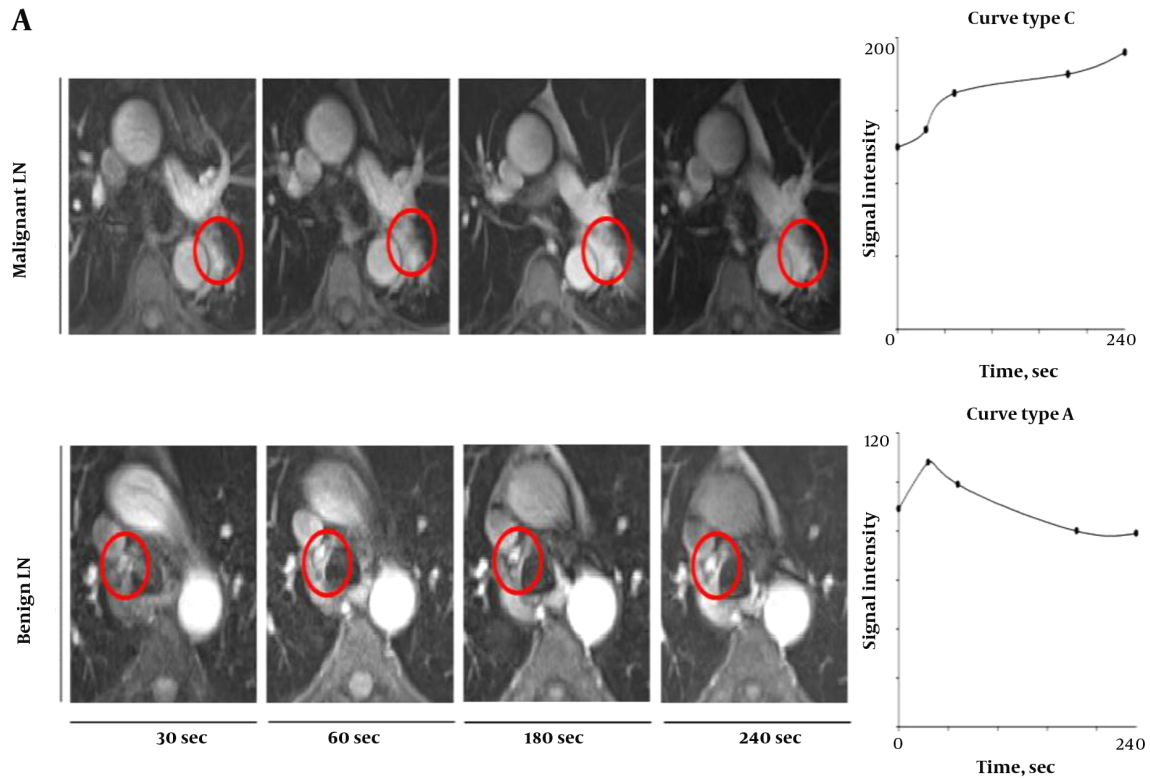 A
Curve type C
200
Malignant LN
Signal intensity
0
240
Time, sec
Curve type A
120
Benign LN
Signal intensity
0
240
30 sec
60 sec
180 sec
240 sec
Time, sec